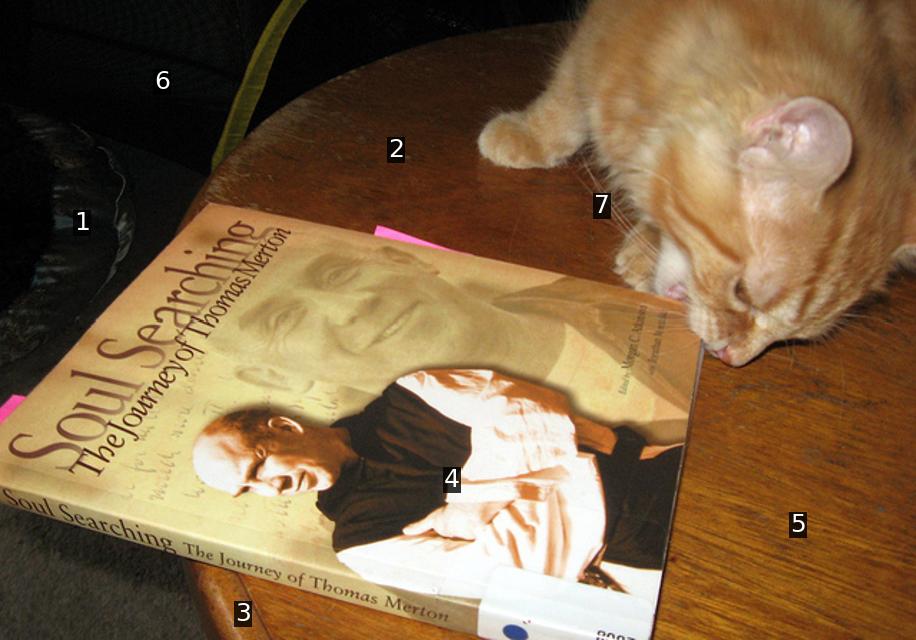 Soul Searching
The Journey of Thomas Merton
Soul Searching The Journey of Thomas Merton